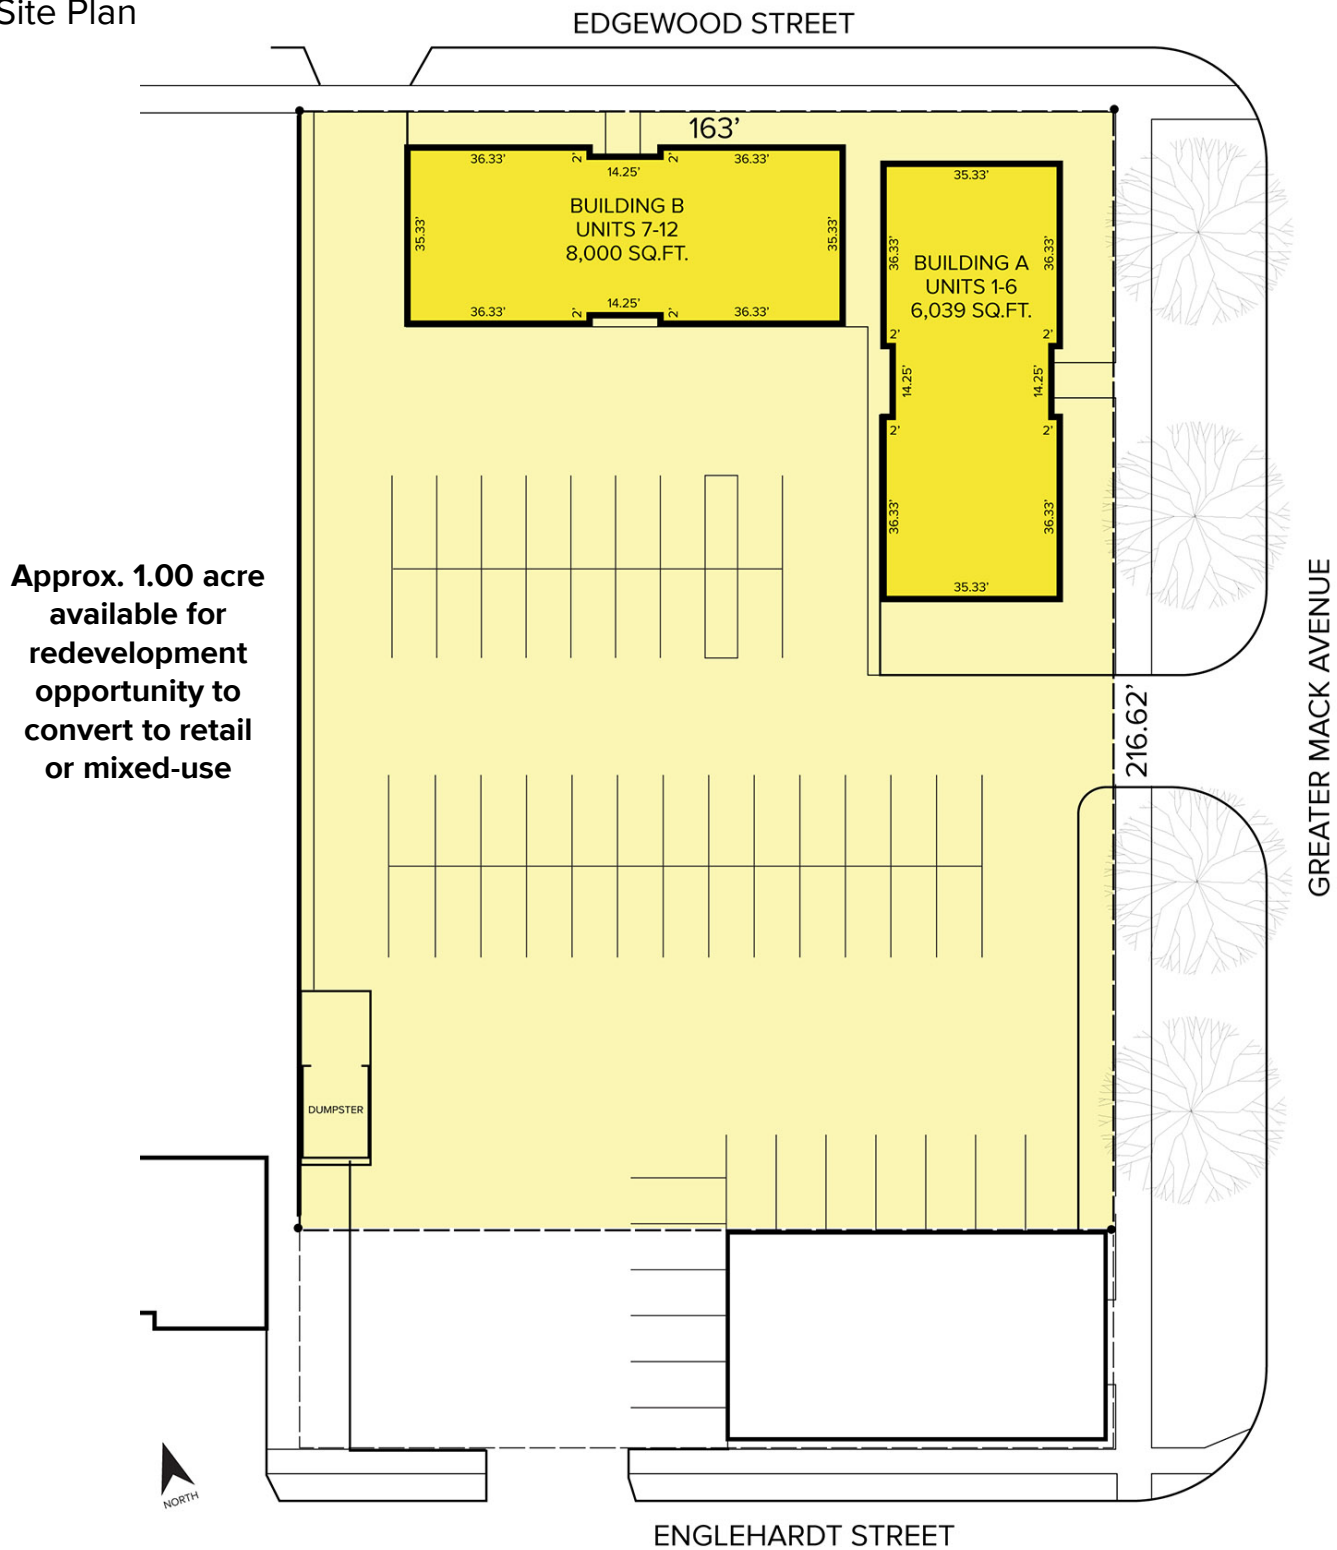 Site Plan
EDGEWOOD STREET
163’
36.33’
2’
14.25’
2’
36.33’
35.33’
BUILDING B
UNITS 7-12
8,000 SQ.FT.
35.33’
36.33’
2’
14.25’
2’
36.33’
35.33’
36.33’
36.33’
BUILDING A
UNITS 1-6
6,039 SQ.FT.
2’
2’
14.25’
14.25’
2’
2’
36.33’
36.33’
35.33’
Approx. 1.00 acre
available for
redevelopment
opportunity to
convert to retail
or mixed-use
216.62’
GREATER MACK AVENUE
DUMPSTER
NORTH
ENGLEHARDT STREET